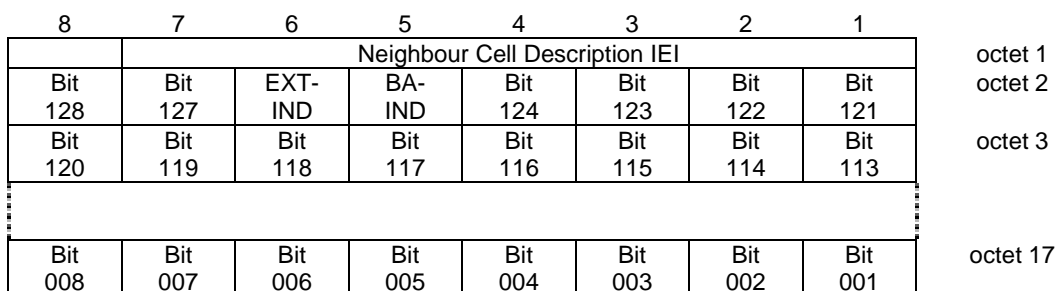 8 7 6 5 4 3 2 1
Neighbour Cell Description IEI octet 1
Bit Bit EXT- BA- Bit Bit Bit Bit octet 2
128 127 IND IND 124 123 122 121
Bit Bit Bit Bit Bit Bit Bit Bit octet 3
120 119 118 117 116 115 114 113
Bit Bit Bit Bit Bit Bit Bit Bit octet 17
008 007 006 005 004 003 002 001